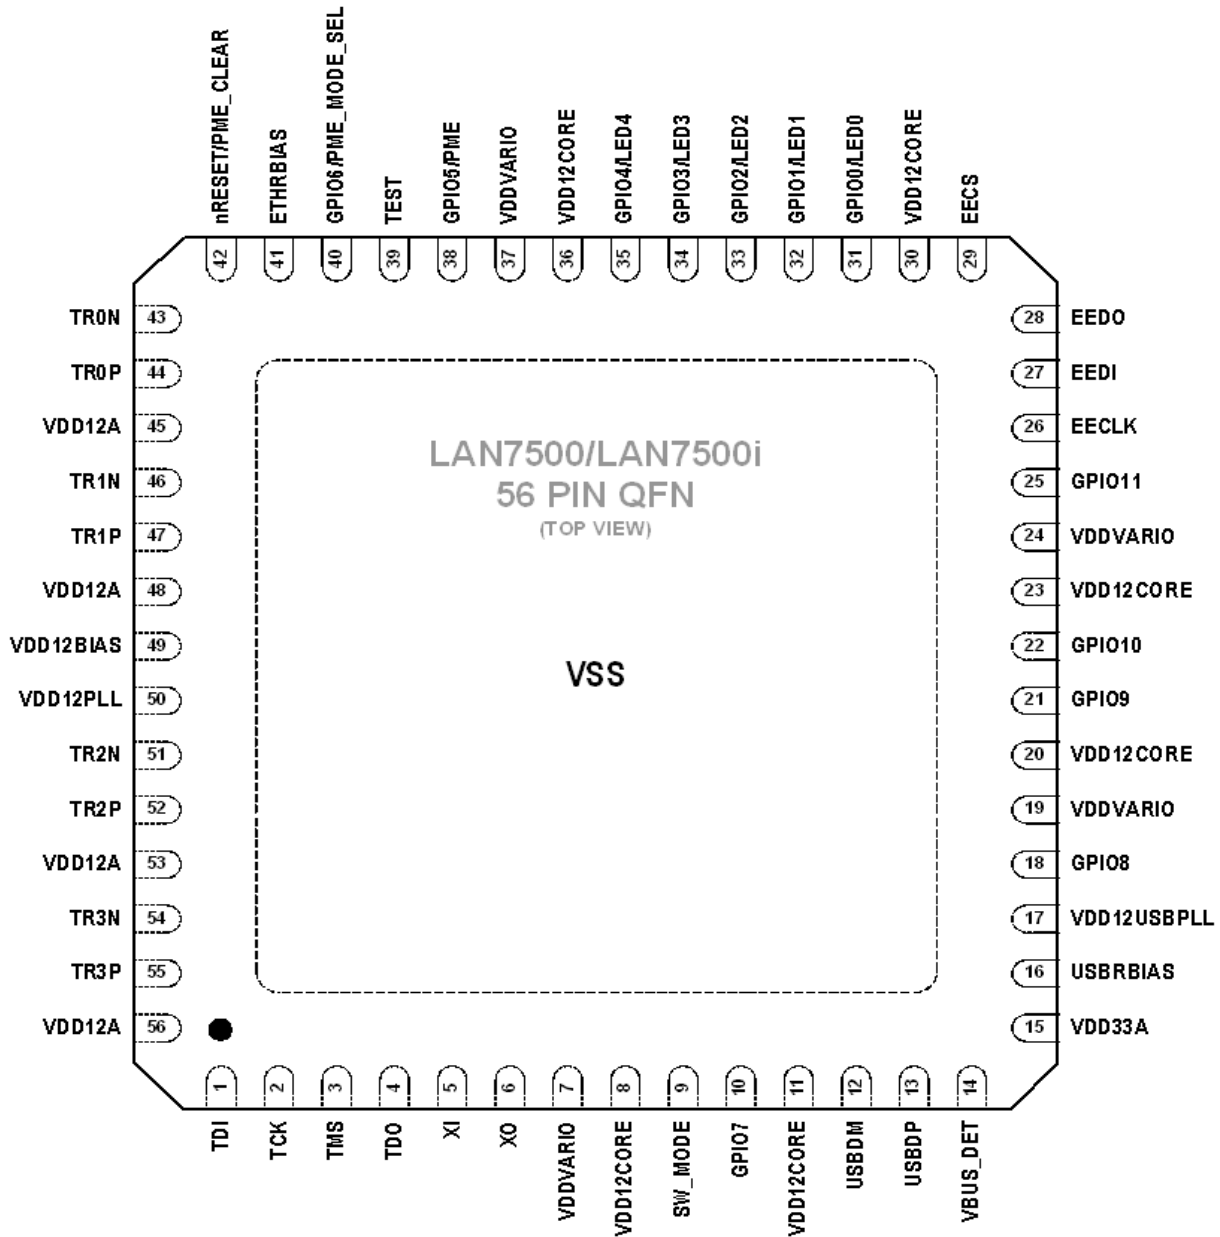 nRESET/PME_CLEAR
ETHRBIAS
GPIO6/PME_MODE_SEL
TEST
GPIO5/PME
VDDVARIO
VDD12CORE
GPIO4/LED4
GPIO3/LED3
GPIO2/LED2
GPIO1/LED1
GPIO0/LED0
VDD12CORE
EECS
42 41 40 39 38 37 36 35 34 33 32 31 30 29
TR0N 43
TR0P 44
VDD12A 45
TR1N 46
TR1P 47
VDD12A 48
VDD12BIAS 49
VDD12PLL 50
TR2N 51
TR2P 52
VDD12A 53
TR3N 54
TR3P 55
VDD12A 56
LAN7500/LAN7500i
56 PIN QFN
(TOP VIEW)
VSS
28 EEDO
27 EEDI
26 EECLK
25 GPIO11
24 VDDVARIO
23 VDD12CORE
22 GPIO10
21 GPIO9
20 VDD12CORE
19 VDDVARIO
18 GPIO8
17 VDD12USBPLL
16 USBRBIAS
15 VDD33A
1 2 3 4 5 6 7 8 9 10 11 12 13 14
TDI
TCK
TMS
TDO
XI
XO
VDDVARIO
VDD12CORE
SW_MODE
GPIO7
VDD12CORE
USBDM
USBDP
VBUS_DET